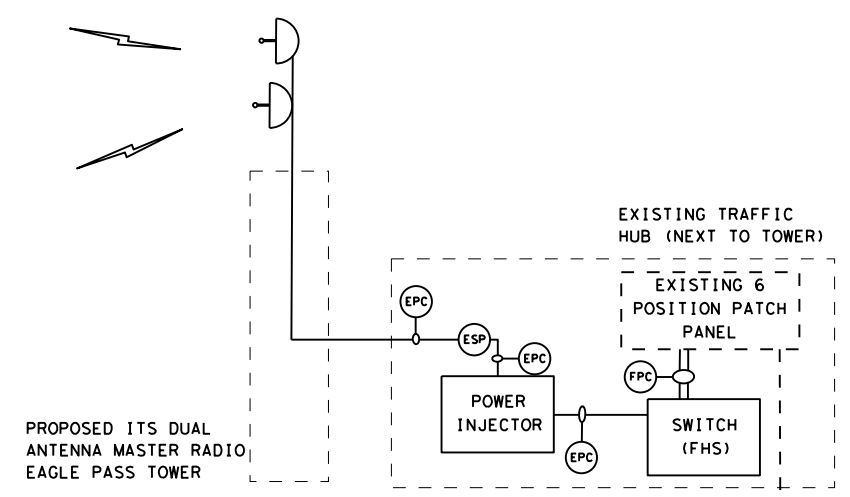 EXISTING TRAFFIC
HUB (NEXT TO TOWER)
EXISTING 6
POSITION PATCH
PANEL
EPC
ESP
EPC
FPC
POWER
INJECTOR
SWITCH
(FHS)
EPC
PROPOSED ITS DUAL
ANTENNA MASTER RADIO
EAGLE PASS TOWER